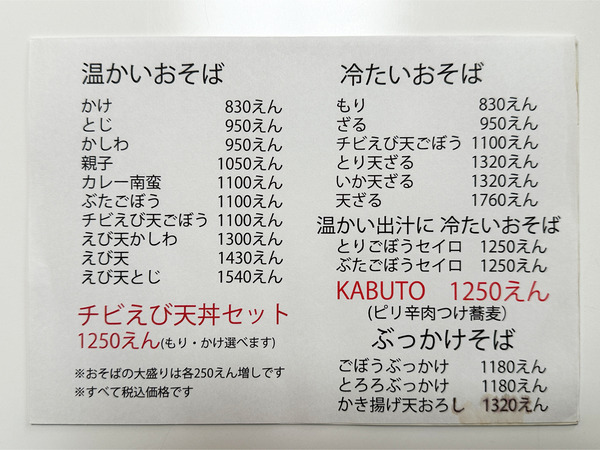 温かいおそば
かけ 830えん
とじ 950えん
かしわ 950えん
親子 1050えん
カレー南蛮 1100えん
ぶたごぼう 1100えん
チビえび天ごぼう 1100えん
えび天かしわ 1300えん
えび天 1430えん
えび天とじ 1540えん
チビえび天丼セット
1250えん(もり・かけ選べます)
※おそばの大盛りは各250えん増しです
※すべて税込価格です
冷たいおそば
もり 830えん
ざる 950えん
チビえび天ごぼう 1100えん
とり天ざる 1320えん
いか天ざる 1320えん
天ざる 1760えん
温かい出汁に 冷たいおそば
とりごぼうセイロ 1250えん
ぶたごぼうセイロ 1250えん
KABUTO 1250えん
(ピリ辛肉つけ蕎麦)
ぶっかけそば
ごぼうぶっかけ 1180えん
とろろぶっかけ 1180えん
かき揚げ天おろし 1320えん